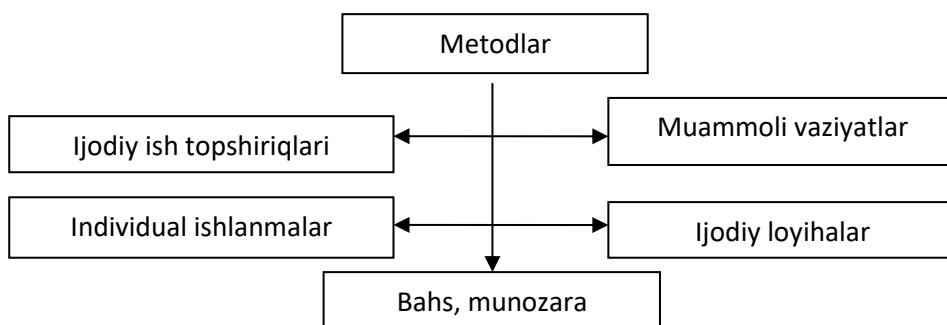 Metodlar
Ijodiy ish topshiriqlari
Muammoli vaziyatlar
Individual ishlanmalar
Ijodiy loyihalar
Bahs, munozara